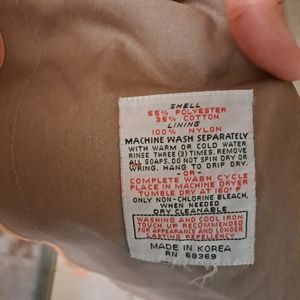 SHELL
65% POLYESTER
35% COTTON
LINING
100% NYLON
MACHINE WASH SEPARATELY
WITH WARM OR COLD WATER
RINSE THREE (3) TIMES. REMOVE
ALL SOAPS. DO NOT SPIN DRY OR
WRING. HANG TO DRIP DRY.
-OR-
COMPLETE WASH CYCLE
PLACE IN MACHINE DRYER
TUMBLE DRY AT 160° F
ONLY NON-CHLORINE BLEACH,
WHEN NEEDED
DRY CLEANABLE
WASHING AND COOL IRON
TOUCH UP RECOMMENDED
FOR APPEARANCE AND LONGER
LASTING REPELLENCY
MADE IN KOREA
RN 68369